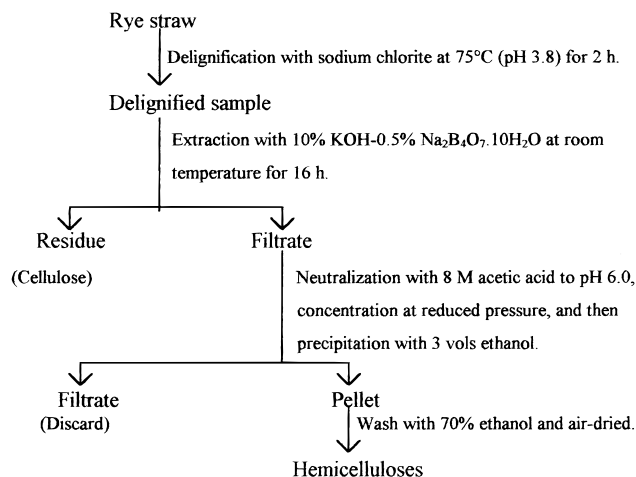 Rye straw
Delignification with sodium chlorite at 75°C (pH 3.8) for 2 h.
Delignified sample
Extraction with 10% KOH-0.5% Na₂B₄O₇.10H₂O at room
temperature for 16 h.
Residue Filtrate
(Cellulose)
Neutralization with 8 M acetic acid to pH 6.0,
concentration at reduced pressure, and then
precipitation with 3 vols ethanol.
Filtrate Pellet
(Discard)
Wash with 70% ethanol and air-dried.
Hemicelluloses